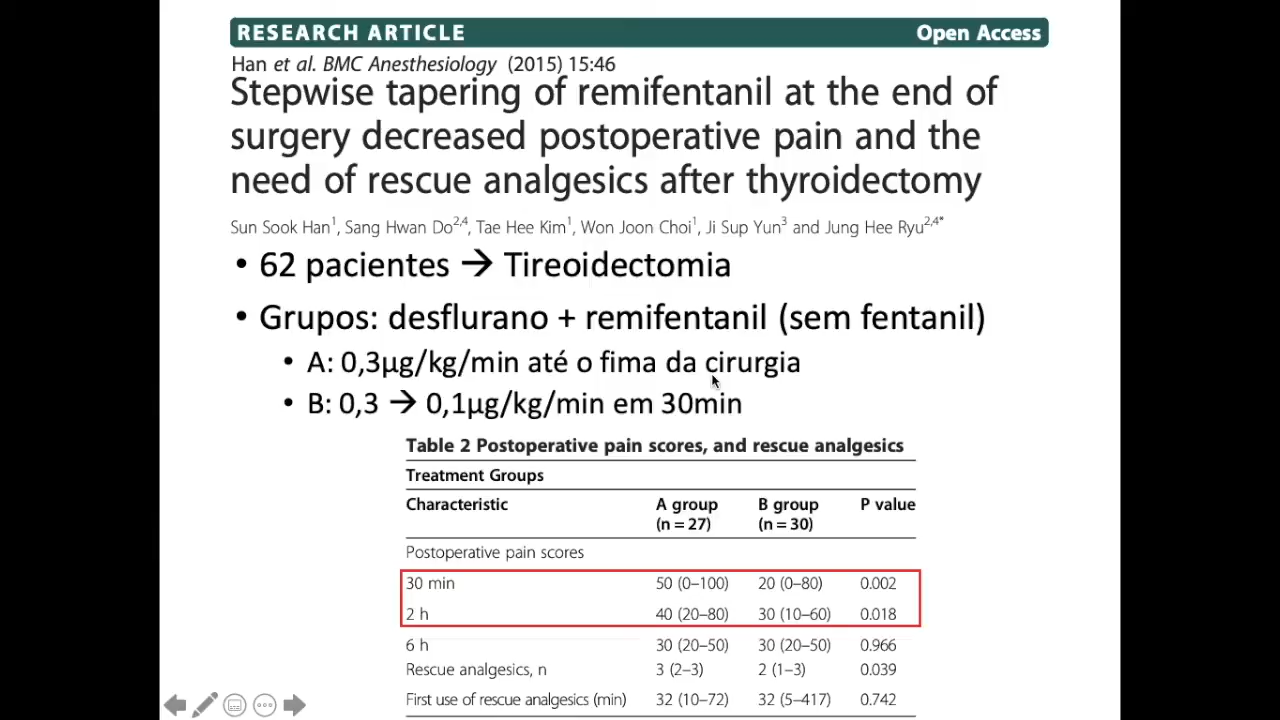 RESEARCH ARTICLE Open Access
Han et al. BMC Anesthesiology (2015) 15:46
Stepwise tapering of remifentanil at the end of
surgery decreased postoperative pain and the
need of rescue analgesics after thyroidectomy
Sun Sook Han1, Sang Hwan Do2,4, Tae Hee Kim1, Won Joon Choi1, Ji Sup Yun3 and Jung Hee Ryu2,4*
• 62 pacientes → Tireoidectomia
• Grupos: desflurano + remifentanil (sem fentanil)
• A: 0,3µg/kg/min até o fima da cirurgia
• B: 0,3 → 0,1µg/kg/min em 30min
Table 2 Postoperative pain scores, and rescue analgesics
Treatment Groups
Characteristic A group B group P value
(n = 27) (n = 30)
Postoperative pain scores
30 min 50 (0–100) 20 (0–80) 0.002
2 h 40 (20–80) 30 (10–60) 0.018
6 h 30 (20–50) 30 (20–50) 0.966
Rescue analgesics, n 3 (2–3) 2 (1–3) 0.039
First use of rescue analgesics (min) 32 (10–72) 32 (5–417) 0.742